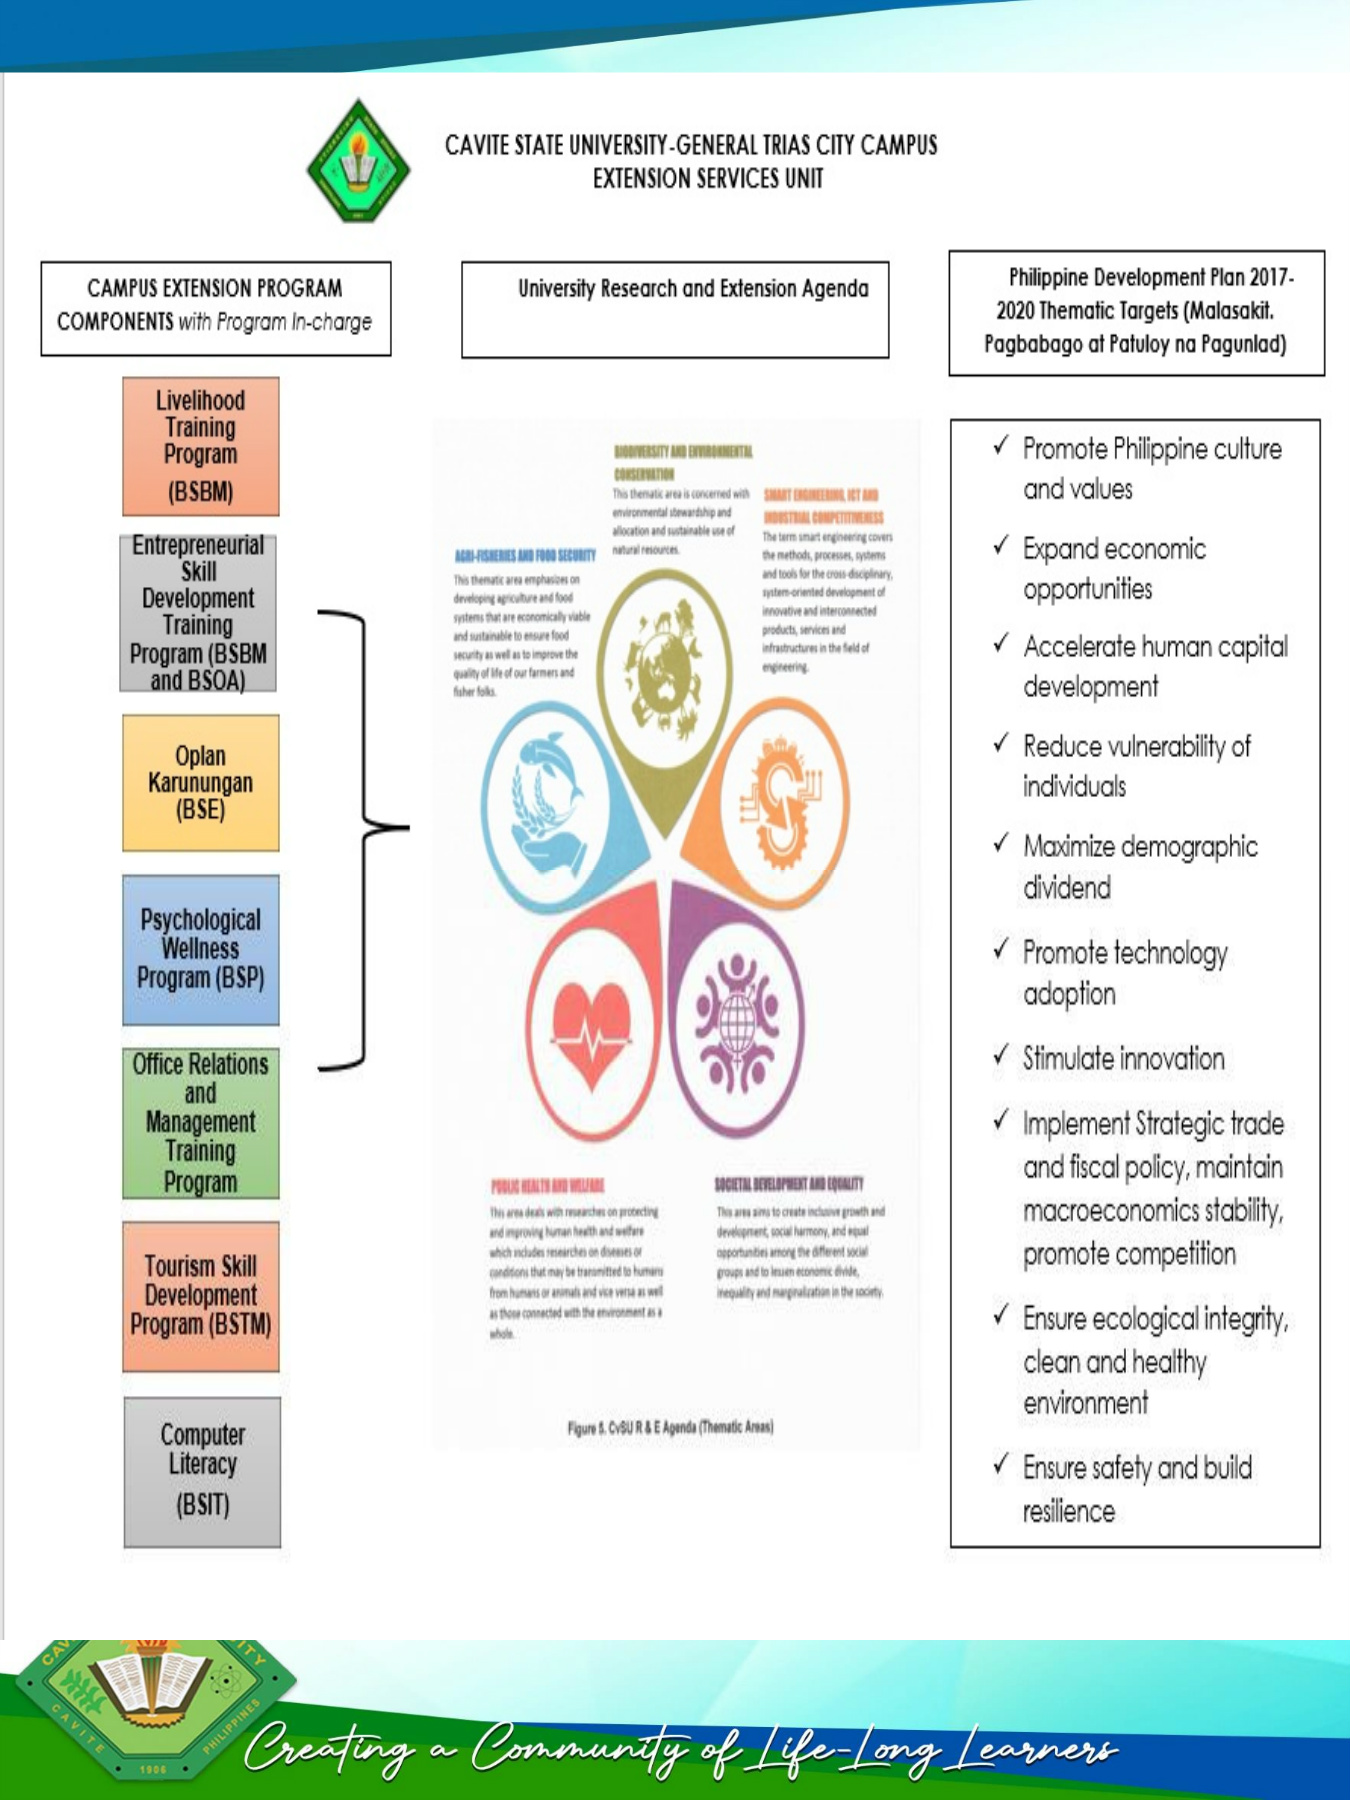 CAVITE STATE UNIVERSITY-GENERAL TRIAS CITY CAMPUS
EXTENSION SERVICES UNIT
CAMPUS EXTENSION PROGRAM
COMPONENTS with Program In-charge
Livelihood
Training
Program
(BSBM)
Entrepreneurial
Skill
Development
Training
Program (BSBM
and BSOA)
Oplan
Karunungan
(BSE)
Psychological
Wellness
Program (BSP)
Office Relations
and
Management
Training
Program
Tourism Skill
Development
Program (BSTM)
Computer
Literacy
(BSIT)
University Research and Extension Agenda
BIODIVERSITY AND ENVIRONMENTAL
CONSERVATION
This thematic area is concerned with
environmental stewardship and
allocation and sustainable use of
natural resources.
SMART ENGINEERING, ICT AND
INDUSTRIAL COMPETITIVENESS
The term smart engineering covers
the methods, processes, systems
and tools for the cross-disciplinary,
system-oriented development of
innovative and interconnected
products, services and
infrastructures in the field of
engineering.
AGRI-FISHERIES AND FOOD SECURITY
This thematic area emphasizes on
developing agriculture and food
systems that are economically viable
and sustainable to ensure food
security as well as to improve the
quality of life of our farmers and
fisher folks.
PUBLIC HEALTH AND WELFARE
This area deals with researches on protecting
and improving human health and welfare
which includes researches on diseases or
conditions that may be transmitted to humans
from humans or animals and vice versa as well
as those connected with the environment as a
whole.
SOCIETAL DEVELOPMENT AND EQUALITY
This area aims to create inclusive growth and
development, social harmony, and equal
opportunities among the different social
groups and to lessen economic divide,
inequality and marginalization in the society.
Figure 5. CvSU R & E Agenda (Thematic Areas)
Philippine Development Plan 2017-
2020 Thematic Targets (Malasakit.
Pagbabago at Patuloy na Pagunlad)
✓ Promote Philippine culture
and values
✓ Expand economic
opportunities
✓ Accelerate human capital
development
✓ Reduce vulnerability of
individuals
✓ Maximize demographic
dividend
✓ Promote technology
adoption
✓ Stimulate innovation
✓ Implement Strategic trade
and fiscal policy, maintain
macroeconomics stability,
promote competition
✓ Ensure ecological integrity,
clean and healthy
environment
✓ Ensure safety and build
resilience
CAVITE
PHILIPPINES
1906
Creating a Community of Life-Long Learners